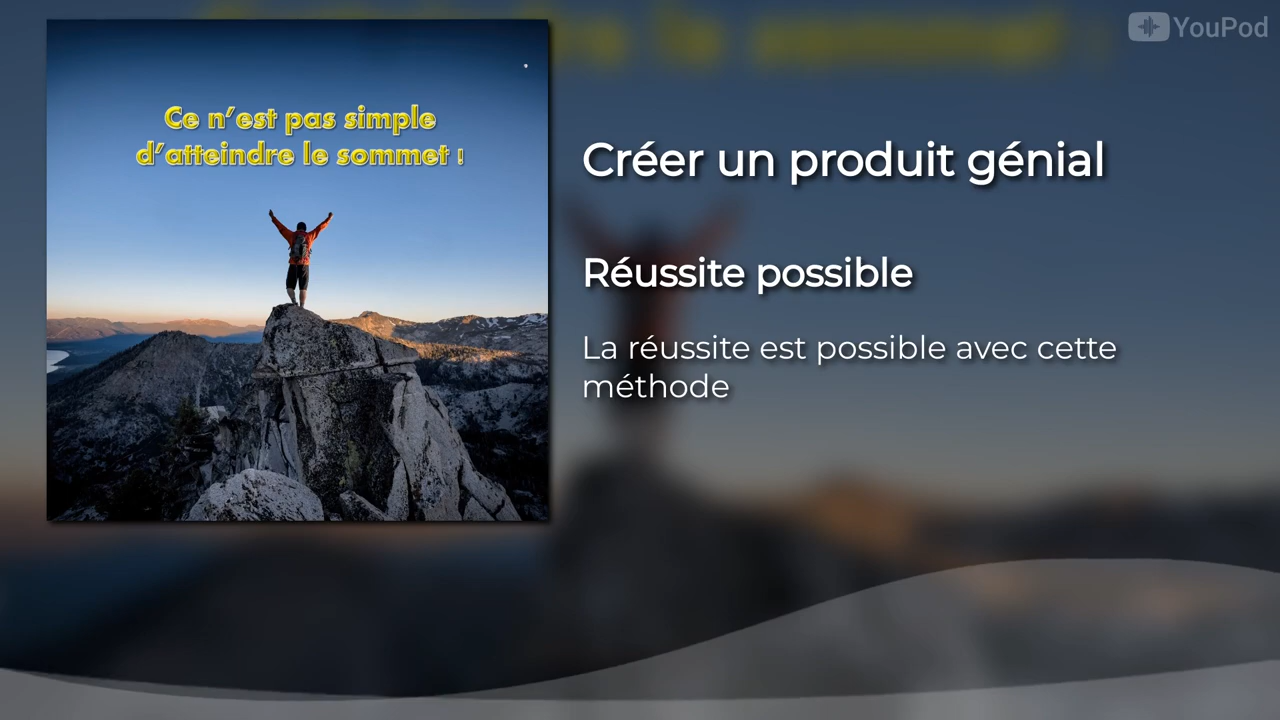 YouPod
Ce n’est pas simple
d’atteindre le sommet !
Créer un produit génial
Réussite possible
La réussite est possible avec cette
méthode